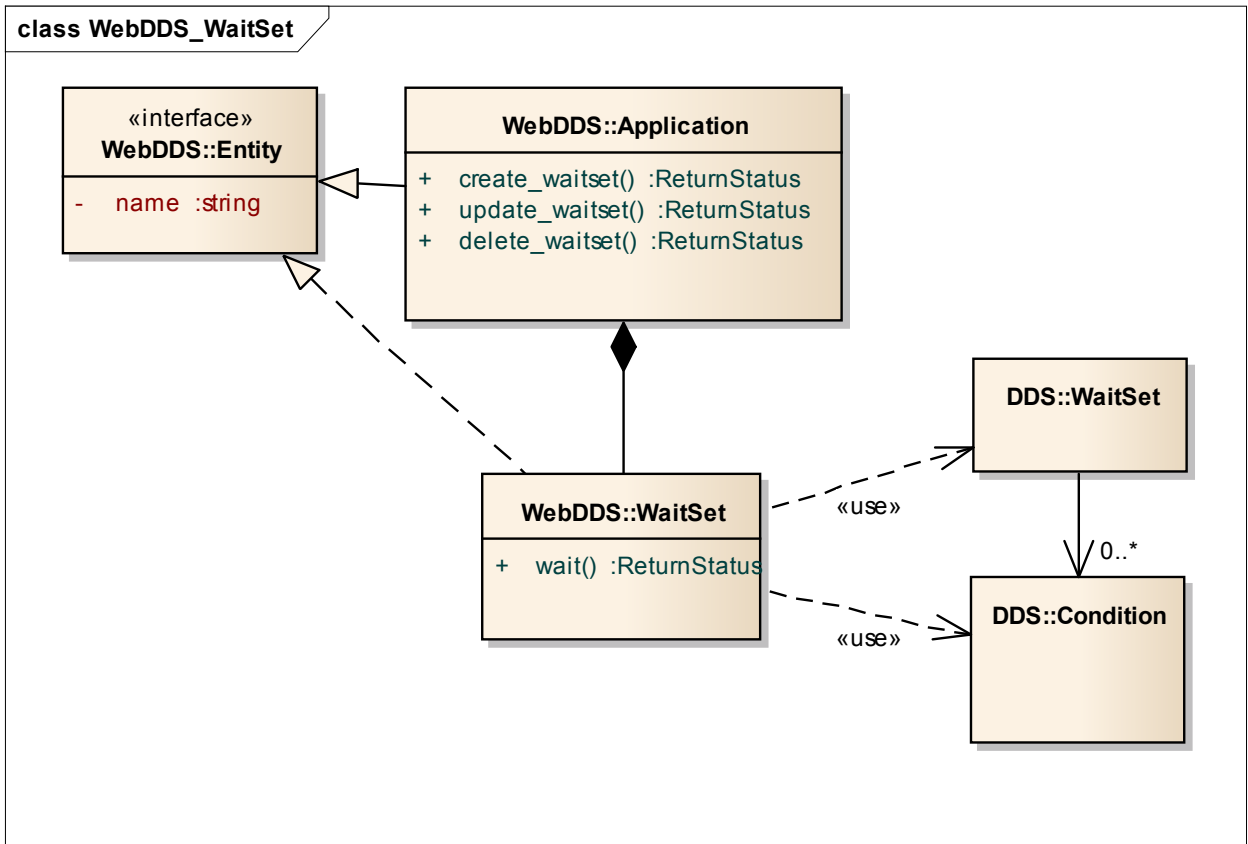 class WebDDS_WaitSet
«interface»
WebDDS::Entity
- name :string
WebDDS::Application
+ create_waitset() :ReturnStatus
+ update_waitset() :ReturnStatus
+ delete_waitset() :ReturnStatus
WebDDS::WaitSet
+ wait() :ReturnStatus
«use»
«use»
DDS::WaitSet
0..*
DDS::Condition